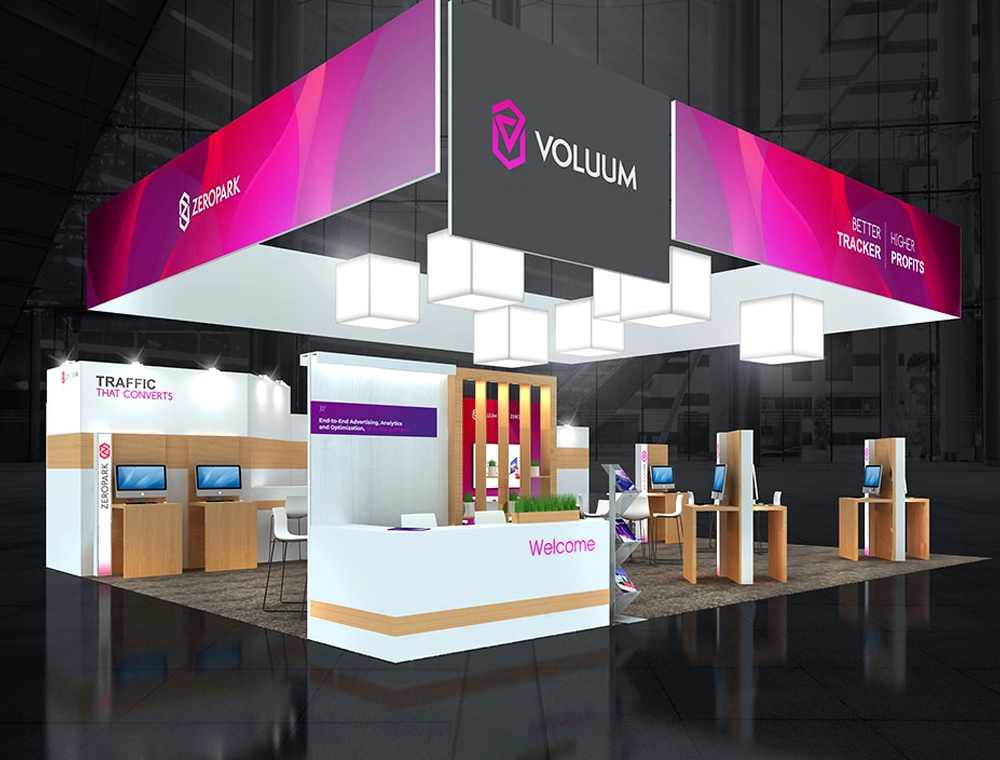 VOLUUM
ZEROPARK
BETTER
TRACKER
HIGHER
PROFITS
TRAFFIC
THAT CONVERTS
End-to-End Advertising, Analytics
and Optimization,
ZEROPARK
Welcome